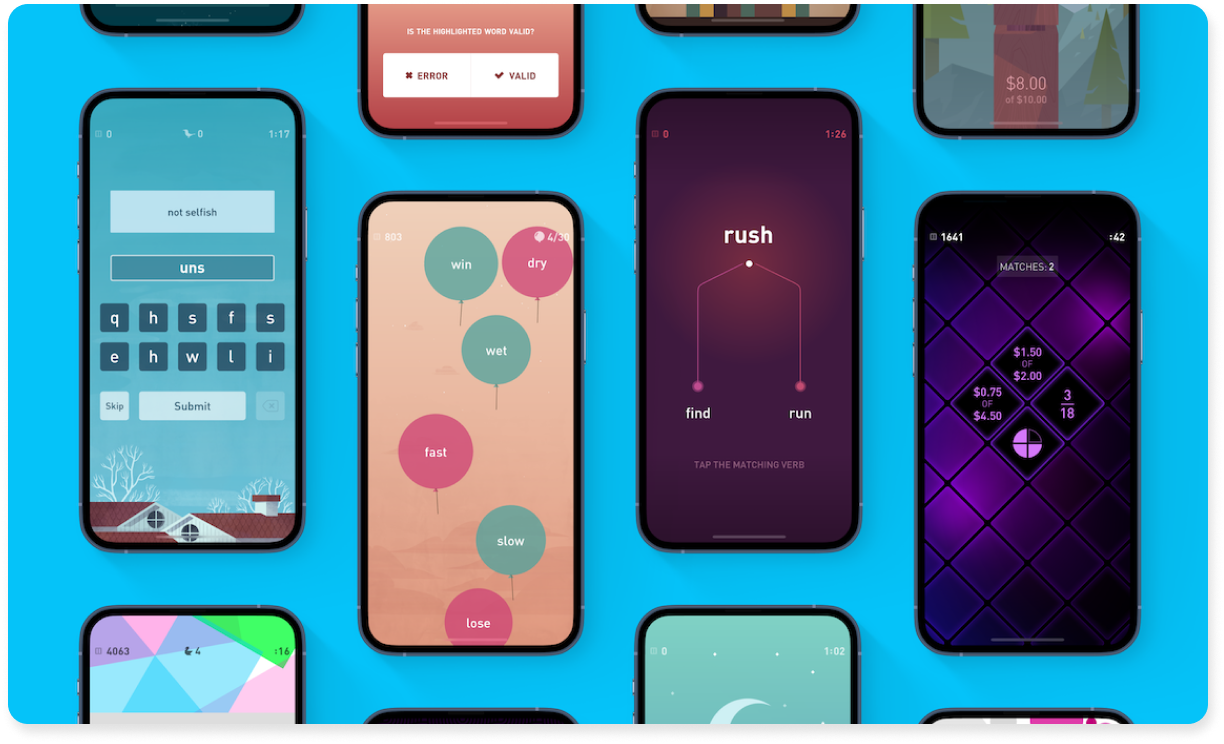 IS THE HIGHLIGHTED WORD VALID?
✖ ERROR
✔ VALID
$8.00
of $10.00
0
0
1:17
not selfish
uns
q h s f s
e h w l i
Skip
Submit
803
4/30
win
dry
wet
fast
slow
lose
0
1:26
rush
find
run
TAP THE MATCHING VERB
1641
:42
MATCHES: 2
$1.50
OF
$2.00
$0.75
OF
$4.50
3
18
4063
4
:16
0
1:02